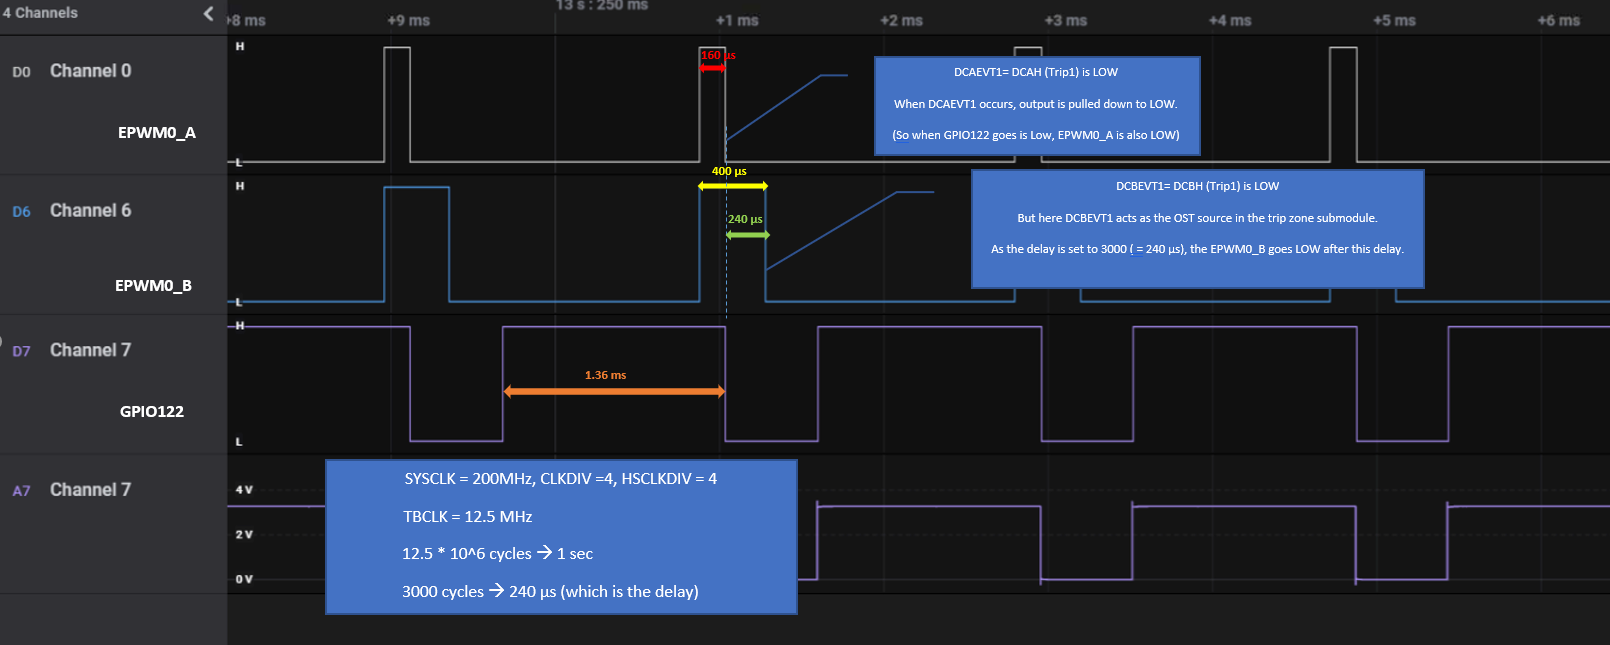 4 Channels
+8 ms
+9 ms
13 s : 250 ms
+1 ms
+2 ms
+3 ms
+4 ms
+5 ms
+6 ms
D0 Channel 0
EPWM0_A
H
L
160 µs
DCAEVT1= DCAH (Trip1) is LOW
When DCAEVT1 occurs, output is pulled down to LOW.
(So when GPIO122 goes is Low, EPWM0_A is also LOW)
D6 Channel 6
EPWM0_B
H
L
400 µs
240 µs
DCBEVT1= DCBH (Trip1) is LOW
But here DCBEVT1 acts as the OST source in the trip zone submodule.
As the delay is set to 3000 ( = 240 µs), the EPWM0_B goes LOW after this delay.
D7 Channel 7
GPIO122
H
L
1.36 ms
A7 Channel 7
4 V
2 V
0 V
SYSCLK = 200MHz, CLKDIV =4, HSCLKDIV = 4
TBCLK = 12.5 MHz
12.5 * 10^6 cycles → 1 sec
3000 cycles → 240 µs (which is the delay)